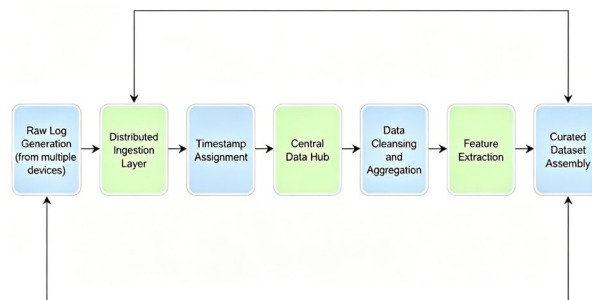 Raw Log
Generation
(from multiple
devices)
Distributed
Ingestion
Layer
Timestamp
Assignment
Central
Data Hub
Data
Cleansing
and
Aggregation
Feature
Extraction
Curated
Dataset
Assembly